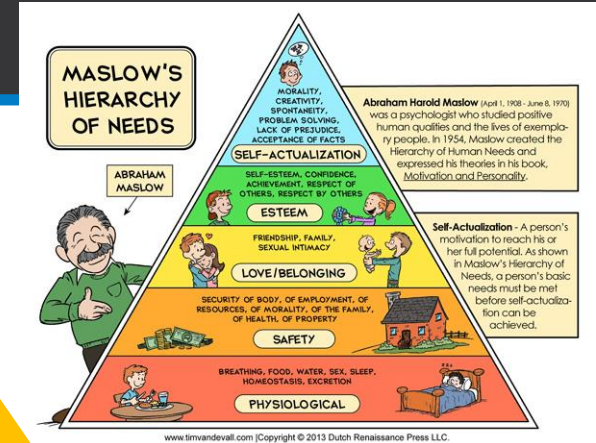 MASLOW'S
HIERARCHY
OF NEEDS
ABRAHAM
MASLOW
MORALITY,
CREATIVITY,
SPONTANEITY,
PROBLEM SOLVING,
LACK OF PREJUDICE,
ACCEPTANCE OF FACTS
SELF-ACTUALIZATION
SELF-ESTEEM, CONFIDENCE,
ACHIEVEMENT, RESPECT OF
OTHERS, RESPECT BY OTHERS
ESTEEM
FRIENDSHIP, FAMILY,
SEXUAL INTIMACY
LOVE/BELONGING
SECURITY OF BODY, OF EMPLOYMENT, OF
RESOURCES, OF MORALITY, OF THE FAMILY,
OF HEALTH, OF PROPERTY
SAFETY
BREATHING, FOOD, WATER, SEX, SLEEP,
HOMEOSTASIS, EXCRETION
PHYSIOLOGICAL
Abraham Harold Maslow (April 1, 1908 - June 8, 1970)
was a psychologist who studied positive
human qualities and the lives of exempla-
ry people. In 1954, Maslow created the
Hierarchy of Human Needs and
expressed his theories in his book,
Motivation and Personality.
Self-Actualization - A person's
motivation to reach his or
her full potential. As shown
in Maslow's Hierarchy of
Needs, a person's basic
needs must be met
before self-actualiza-
tion can be
achieved.
www.timvandevall.com |Copyright © 2013 Dutch Renaissance Press LLC.